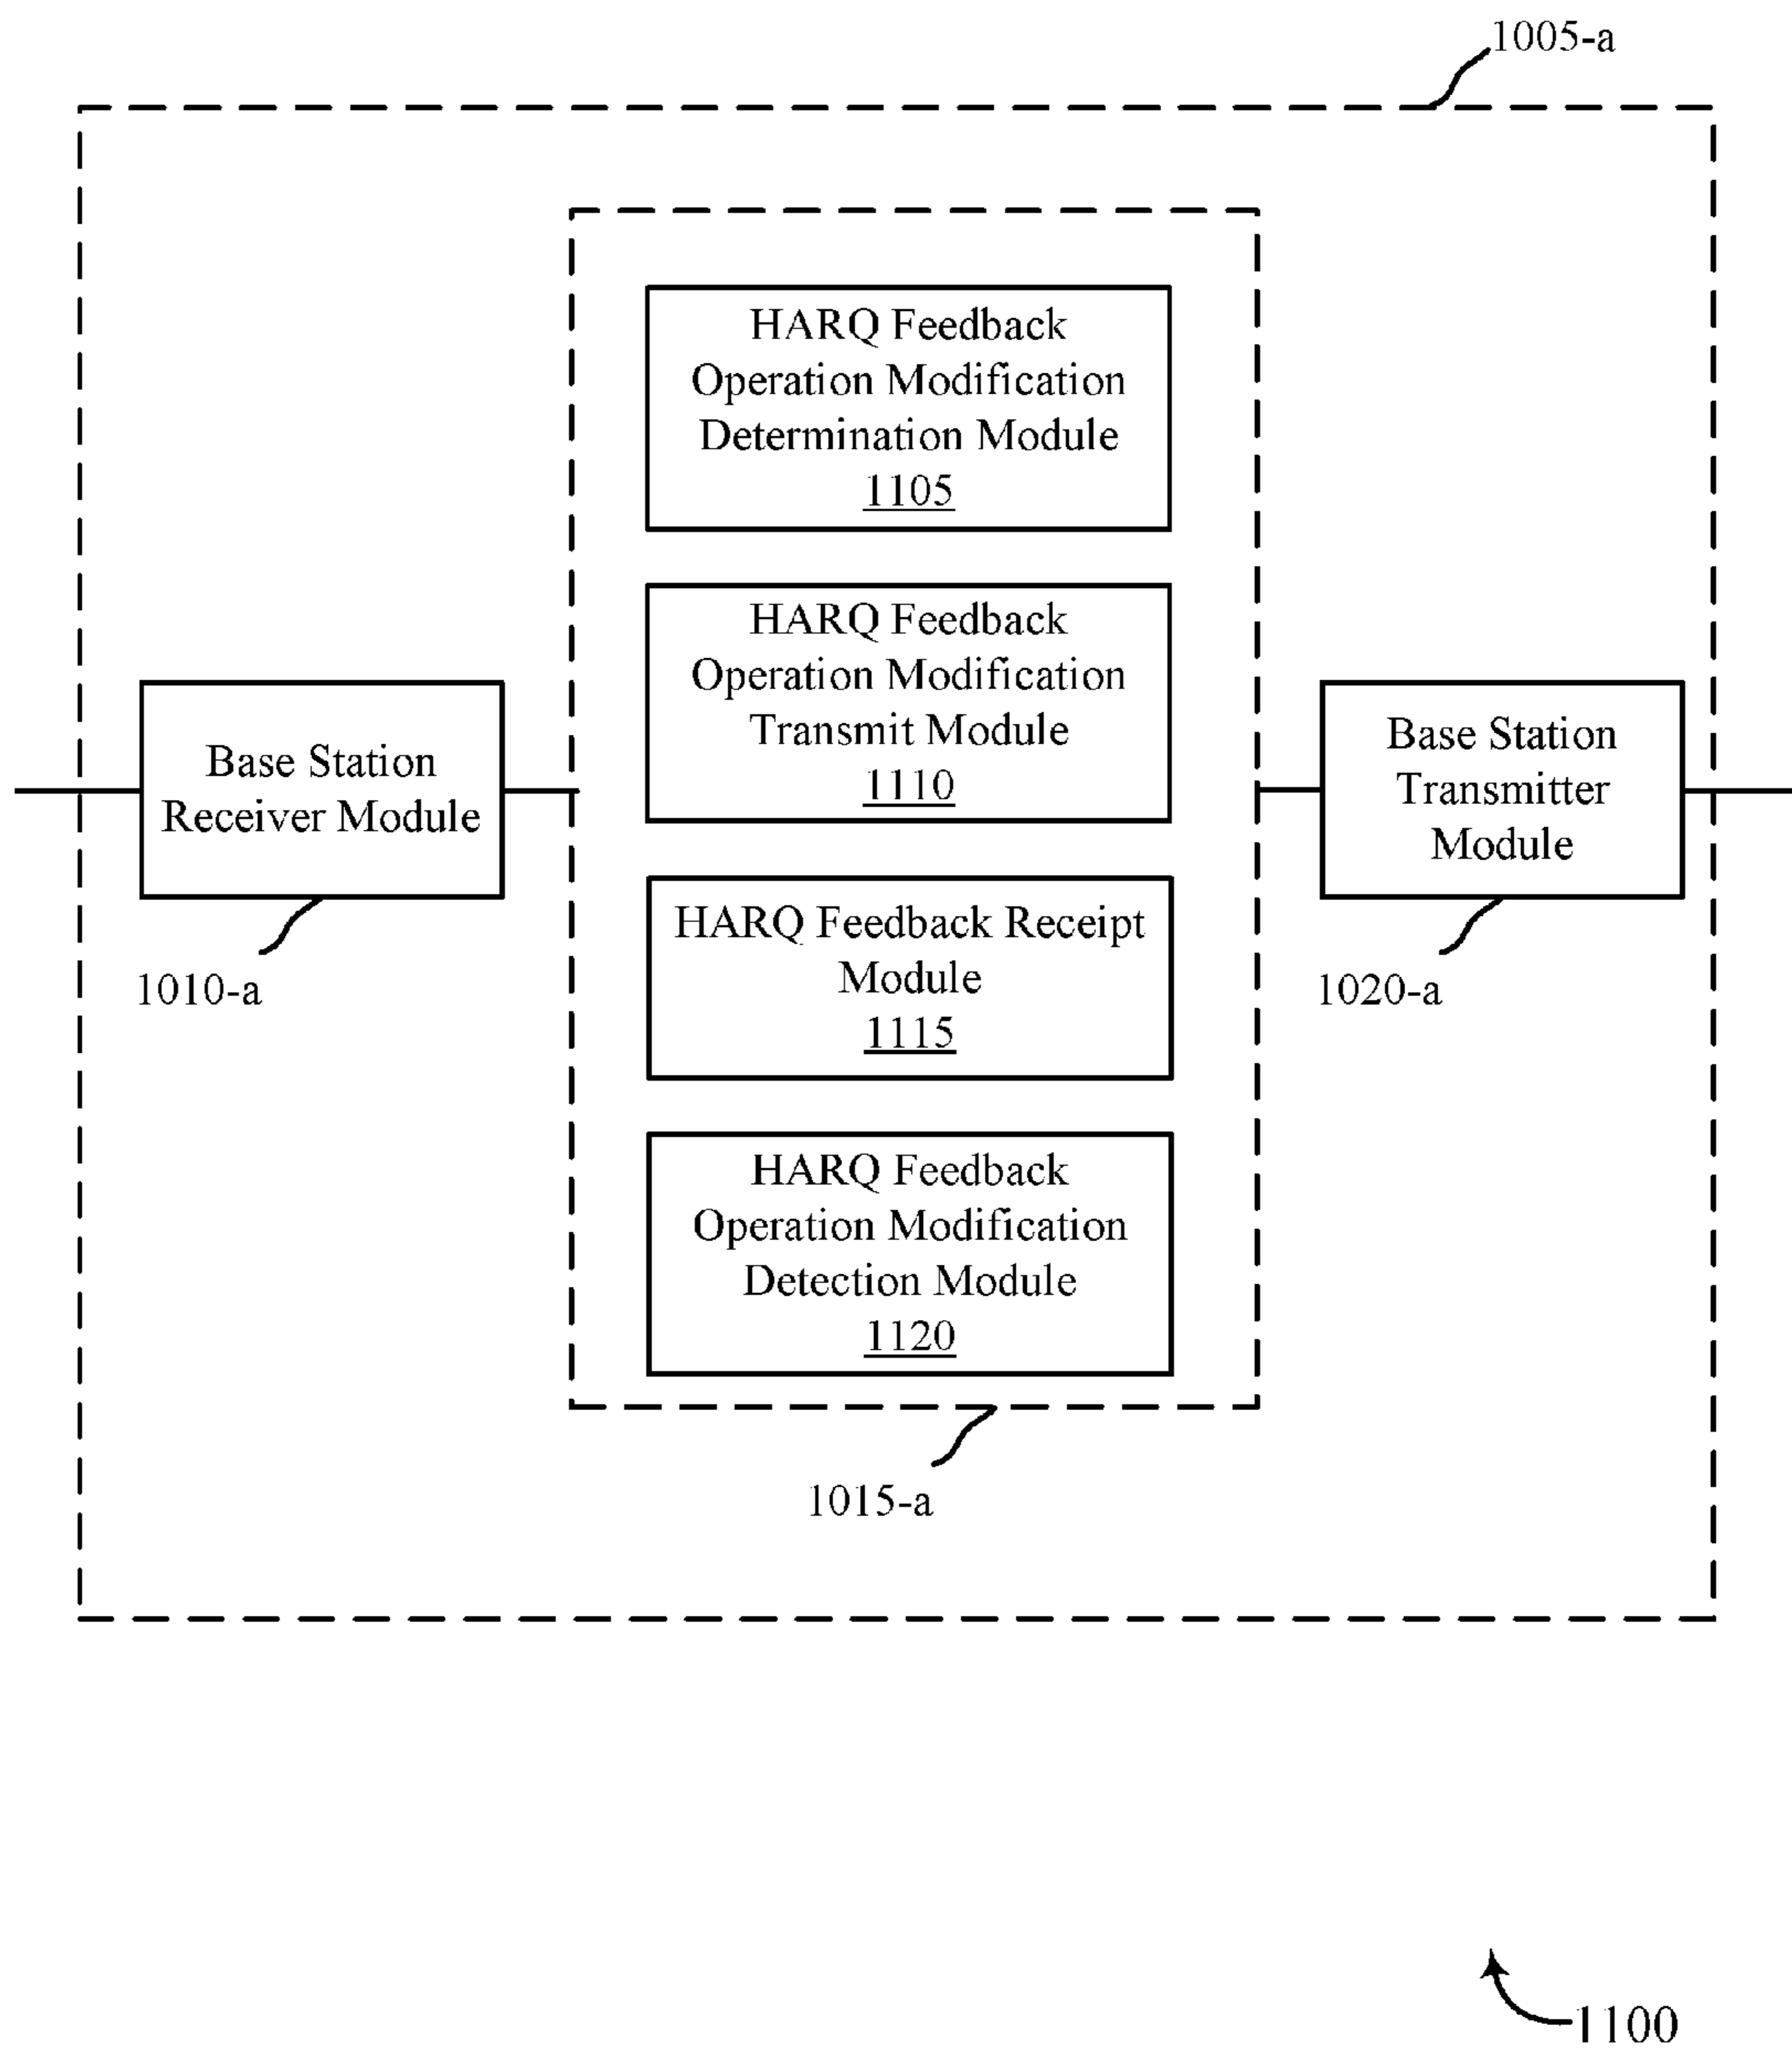 1005-a
HARQ Feedback
Operation Modification
Determination Module
1105
HARQ Feedback
Operation Modification
Transmit Module
1110
Base Station
Receiver Module
1010-a
Base Station
Transmitter
Module
1020-a
HARQ Feedback Receipt
Module
1115
HARQ Feedback
Operation Modification
Detection Module
1120
1015-a
1100